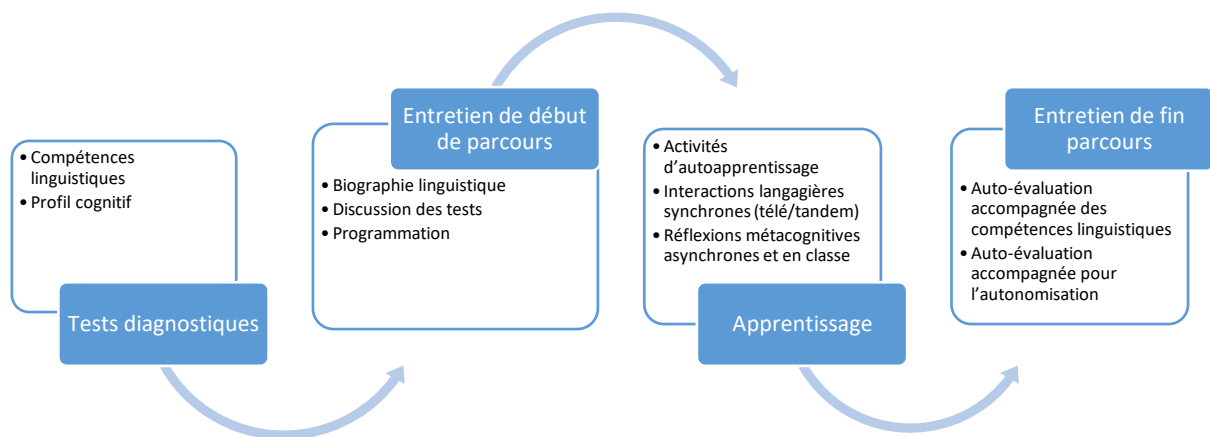 • Compétences
linguistiques
• Profil cognitif
Tests diagnostiques
Entretien de début
de parcours
• Biographie linguistique
• Discussion des tests
• Programmation
• Activités
d’autoapprentissage
• Interactions langagières
synchrones (télé/tandem)
• Réflexions métacognitives
asynchrones et en classe
Apprentissage
Entretien de fin
parcours
• Auto-évaluation
accompagnée des
compétences linguistiques
• Auto-évaluation
accompagnée pour
l’autonomisation